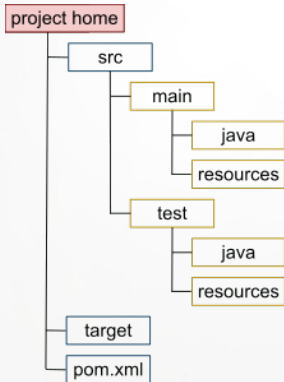 project home
src
main
java
resources
test
java
resources
target
pom.xml